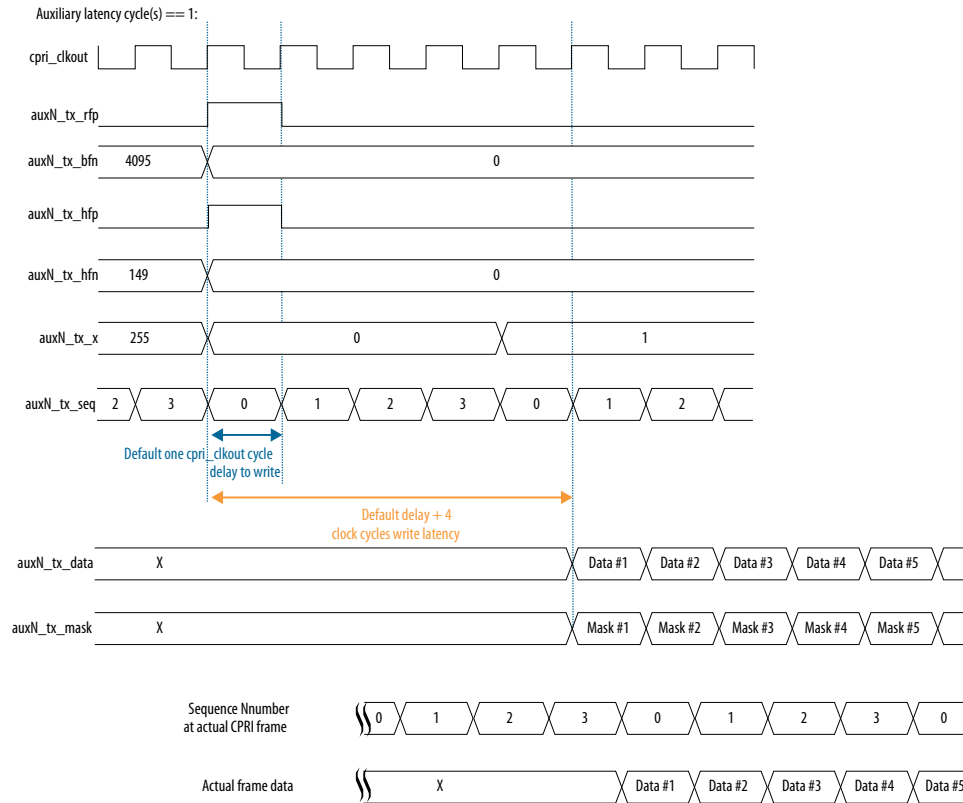 Auxiliary latency cycle(s) == 1:
cpri_clkout
auxN_tx_rfp
auxN_tx_bfn 4095 0
auxN_tx_hfp
auxN_tx_hfn 149 0
auxN_tx_x 255 0 1
auxN_tx_seq 2 3 0 1 2 3 0 1 2
Default one cpri_clkout cycle
delay to write
Default delay + 4
clock cycles write latency
auxN_tx_data X Data #1 Data #2 Data #3 Data #4 Data #5
auxN_tx_mask X Mask #1 Mask #2 Mask #3 Mask #4 Mask #5
Sequence Nnumber
at actual CPRI frame 0 1 2 3 0 1 2 3 0
Actual frame data X Data #1 Data #2 Data #3 Data #4 Data #5